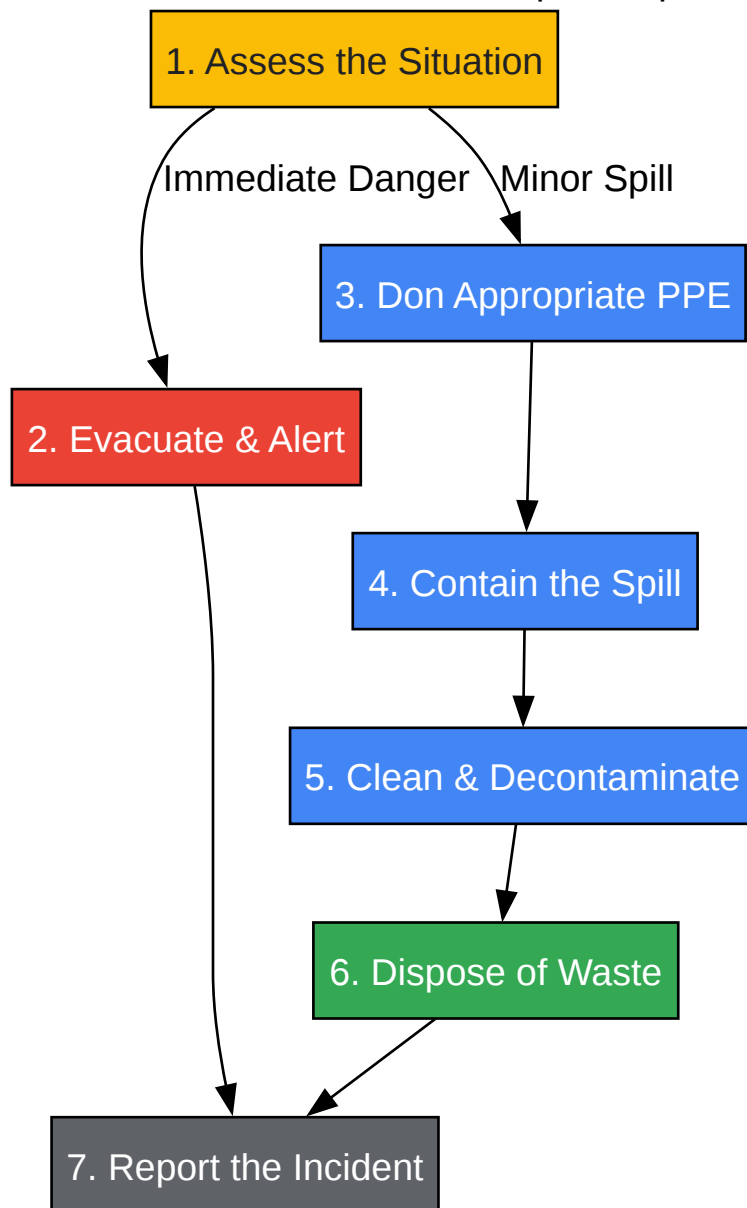 1. Assess the Situation
Immediate Danger
Minor Spill
3. Don Appropriate PPE
2. Evacuate & Alert
4. Contain the Spill
5. Clean & Decontaminate
6. Dispose of Waste
7. Report the Incident